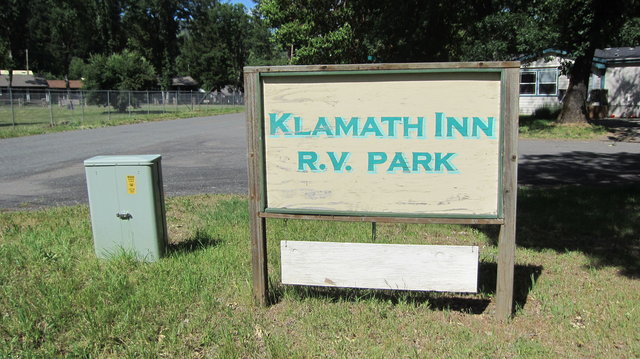 KLAMATH INN
R.V. PARK